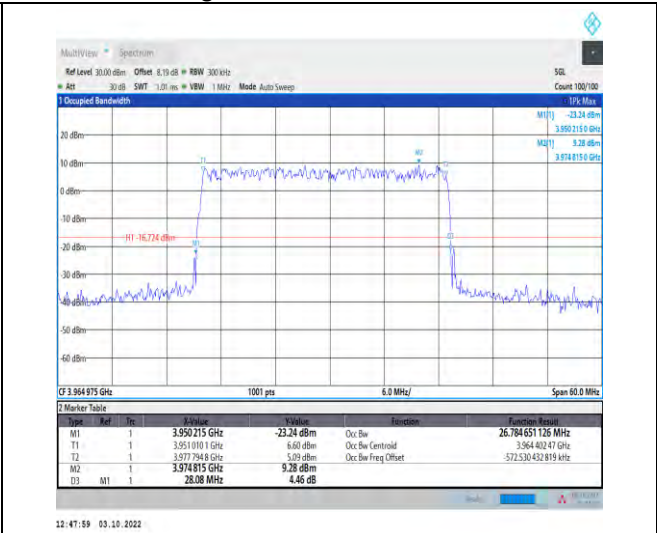 MultiView Spectrum
Ref Level 30.00 dBm Offset 8.19 dB RBW 300 kHz SGL
Att 30 dB SWT 1.01 ms VBW 1 MHz Mode Auto Sweep Count 100/100
1 Occupied Bandwidth 1Pk Max
M1[1] -23.24 dBm
3.950 215 0 GHz
M2[1] 9.28 dBm
3.974 815 0 GHz
20 dBm
M2
T1
10 dBm
0 dBm
-10 dBm
H1 -16.724 dBm
D3
M1
-20 dBm
-30 dBm
-40 dBm
-50 dBm
-60 dBm
CF 3.964 975 GHz 1001 pts 6.0 MHz/ Span 60.0 MHz
2 Marker Table
Type Ref Trc X-Value Y-Value Function Function Result
M1 1 3.950 215 GHz -23.24 dBm Occ Bw 26.784 651 126 MHz
T1 1 3.951 010 1 GHz 6.60 dBm Occ Bw Centroid 3.964 402 47 GHz
T2 1 3.977 794 8 GHz 5.09 dBm Occ Bw Freq Offset -572.530 432 819 kHz
M2 1 3.974 815 GHz 9.28 dBm
D3 M1 1 28.08 MHz 4.46 dB
12:47:59 03.10.2022